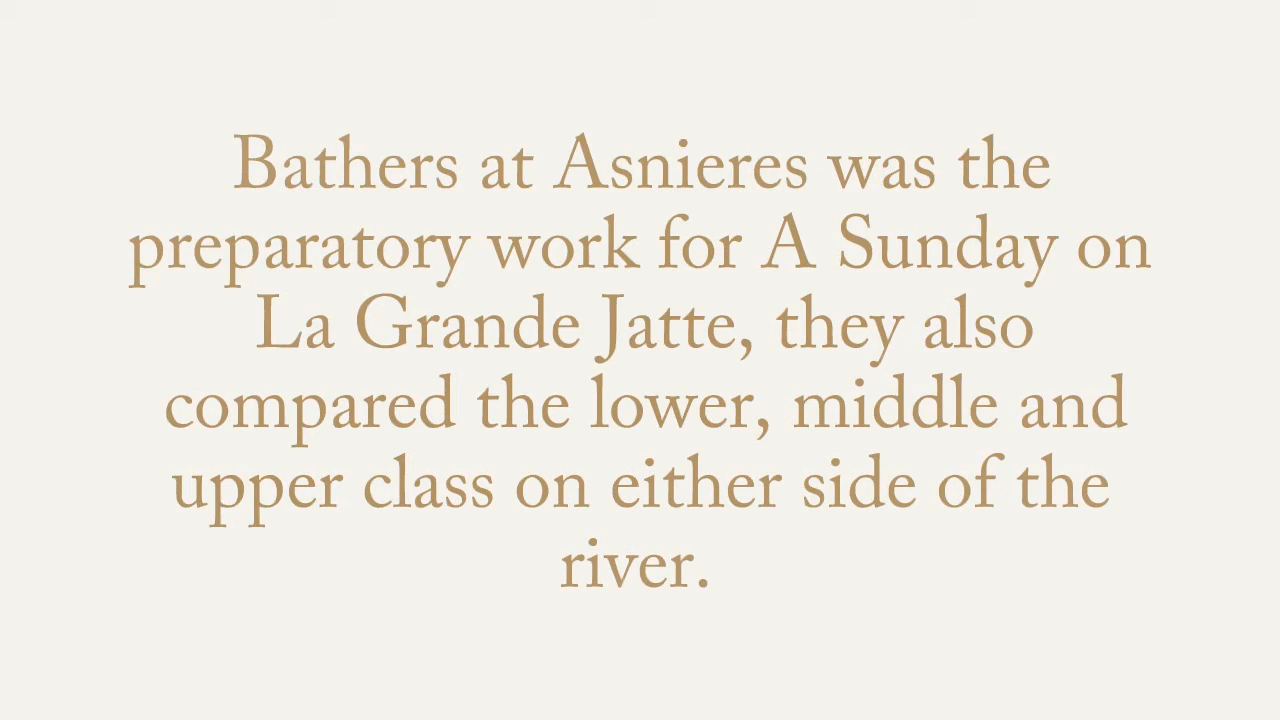 Bathers at Asnieres was the
preparatory work for A Sunday on
La Grande Jatte, they also
compared the lower, middle and
upper class on either side of the
river.